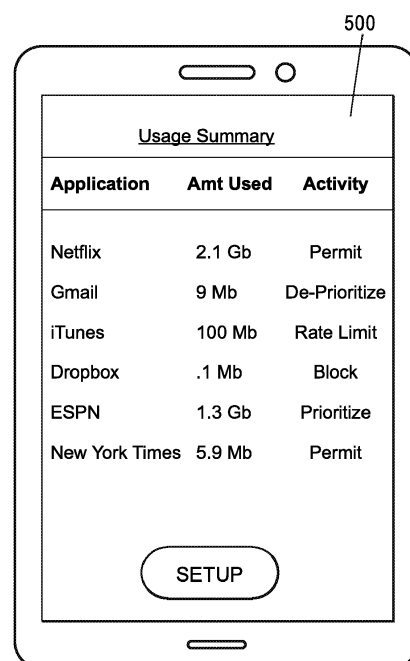 500
Usage Summary
Application Amt Used Activity
Netflix 2.1 Gb Permit
Gmail 9 Mb De-Prioritize
iTunes 100 Mb Rate Limit
Dropbox .1 Mb Block
ESPN 1.3 Gb Prioritize
New York Times 5.9 Mb Permit
SETUP